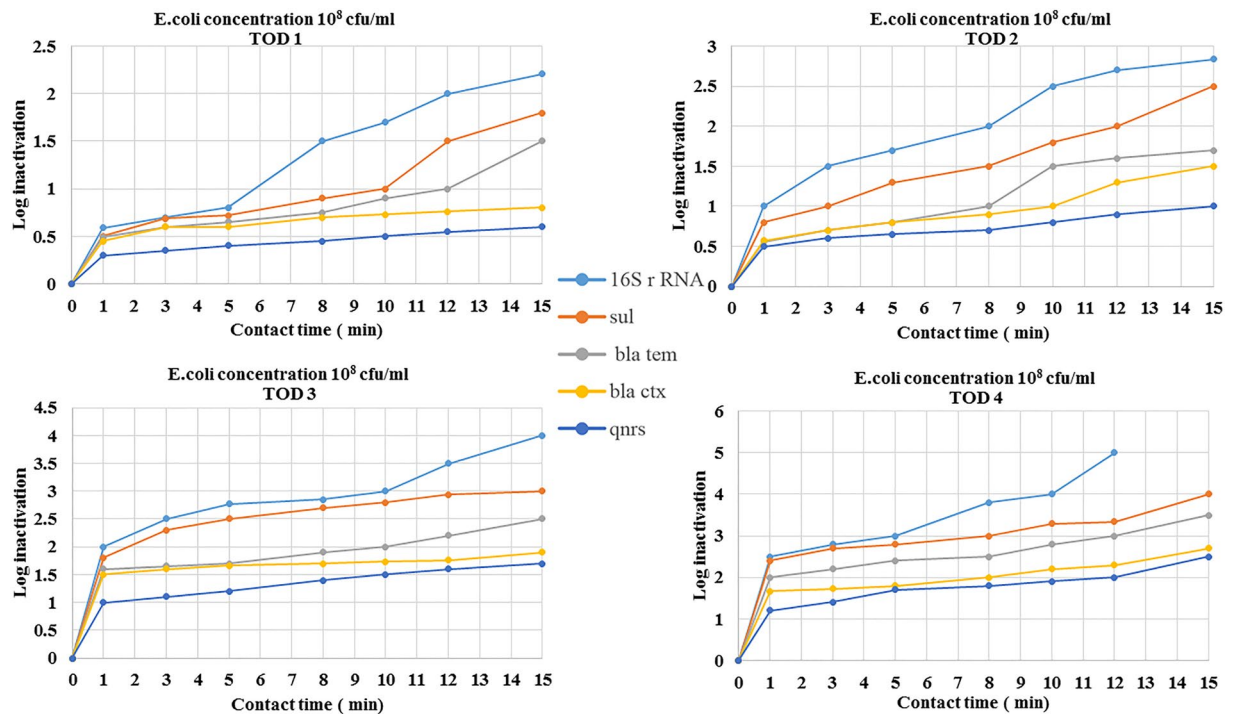 E.coli concentration 10⁸ cfu/ml
TOD 1
2.5
2
1.5
1
0.5
0
Log inactivation
0 1 2 3 4 5 6 7 8 9 10 11 12 13 14 15
Contact time ( min)
E.coli concentration 10⁸ cfu/ml
TOD 2
3
2.5
2
1.5
1
0.5
0
Log inactivation
0 1 2 3 4 5 6 7 8 9 10 11 12 13 14 15
Contact time ( min)
16S r RNA
sul
bla tem
bla ctx
qnrs
E.coli concentration 10⁸ cfu/ml
TOD 3
4.5
4
3.5
3
2.5
2
1.5
1
0.5
0
Log inactivation
0 1 2 3 4 5 6 7 8 9 10 11 12 13 14 15
Contact time ( min)
E.coli concentration 10⁸ cfu/ml
TOD 4
6
5
4
3
2
1
0
Log inactivation
0 1 2 3 4 5 6 7 8 9 10 11 12 13 14 15
Contact time ( min)